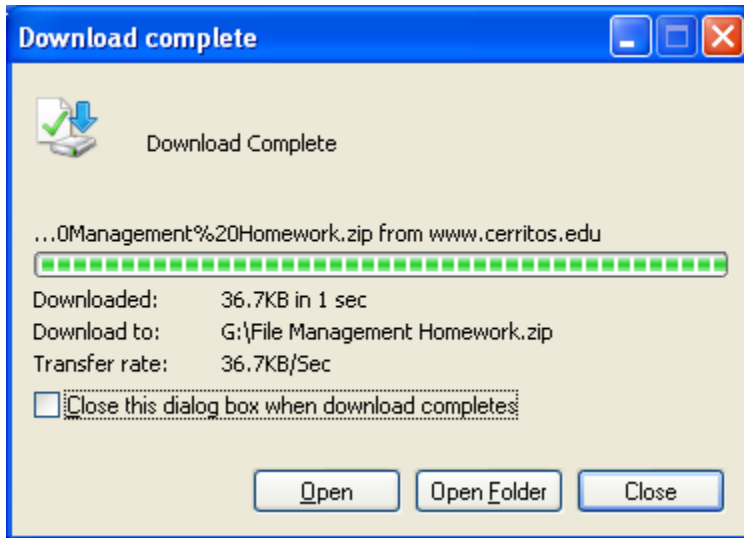 Download complete
Download Complete
...0Management%20Homework.zip from www.cerritos.edu
Downloaded: 36.7KB in 1 sec
Download to: G:\File Management Homework.zip
Transfer rate: 36.7KB/Sec
Close this dialog box when download completes
Open Open Folder Close